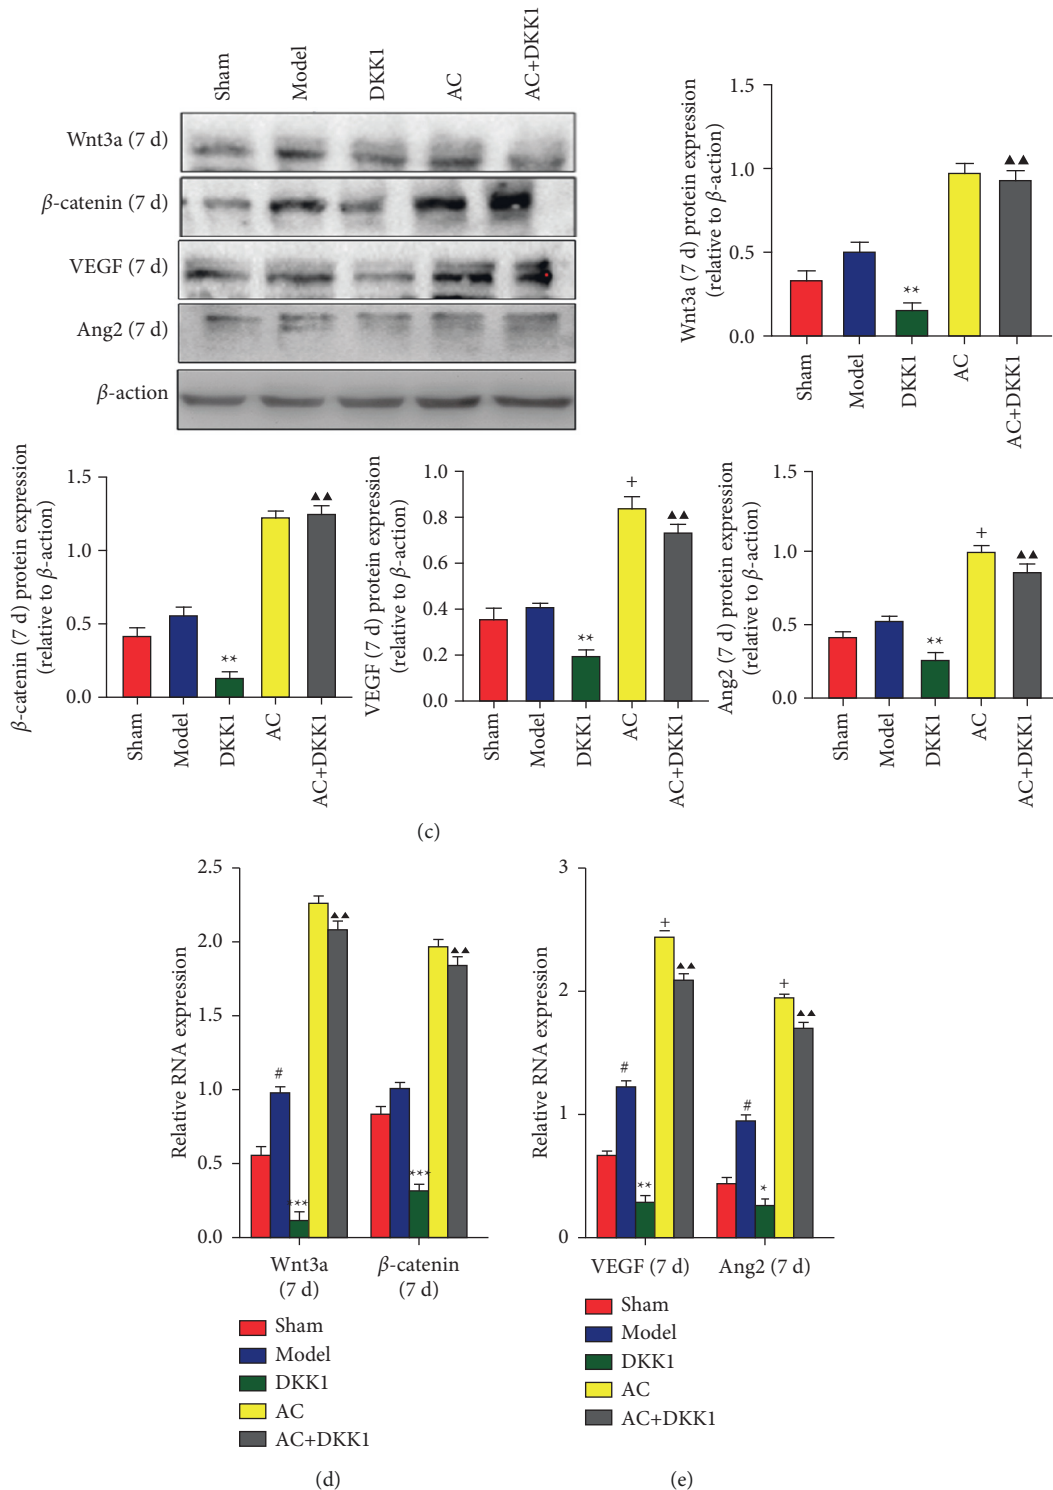 Sham
Model
DKK1
AC
AC+DKK1
Wnt3a (7 d)
β-catenin (7 d)
VEGF (7 d)
Ang2 (7 d)
β-action
Wnt3a (7 d) protein expression
(relative to β-action)
1.5
1.0
0.5
0.0
**
▲▲
Sham
Model
DKK1
AC
AC+DKK1
β-catenin (7 d) protein expression
(relative to β-action)
1.5
1.0
0.5
0.0
**
▲▲
Sham
Model
DKK1
AC
AC+DKK1
VEGF (7 d) protein expression
(relative to β-action)
1.0
0.8
0.4
0.2
0.0
**
+
▲▲
Sham
Model
DKK1
AC
AC+DKK1
Ang2 (7 d) protein expression
(relative to β-action)
1.5
1.0
0.5
0.0
**
+
▲▲
Sham
Model
DKK1
AC
AC+DKK1
(c)
Relative RNA expression
2.5
2.0
1.5
1.0
0.5
0.0
#
***
▲▲
***
▲▲
Wnt3a
(7 d)
β-catenin
(7 d)
Sham
Model
DKK1
AC
AC+DKK1
(d)
Relative RNA expression
3
2
1
0
#
**
+
▲▲
#
*
+
▲▲
VEGF (7 d)
Ang2 (7 d)
Sham
Model
DKK1
AC
AC+DKK1
(e)